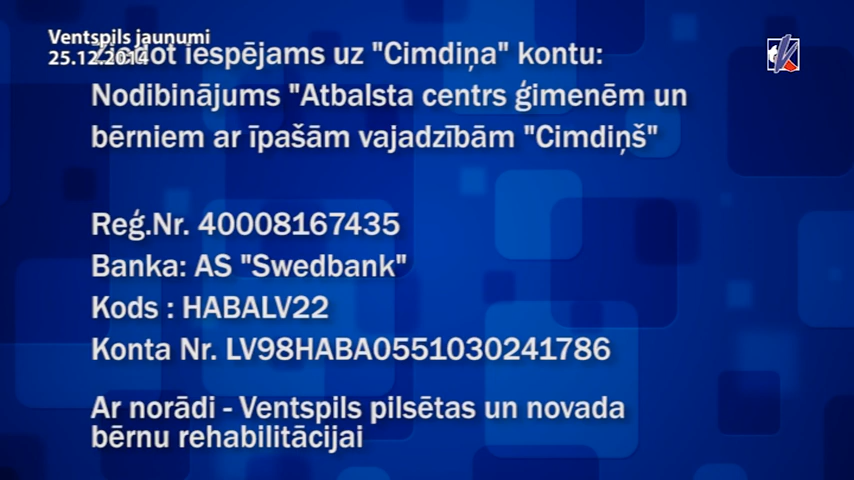 Ventspils jaunumi
25.12.2014
Ziedot iespējams uz "Cimdiņa" kontu:
Nodibinājums "Atbalsta centrs ģimenēm un
bērniem ar īpašām vajadzībām "Cimdiņš"
Reģ.Nr. 40008167435
Banka: AS "Swedbank"
Kods : HABALV22
Konta Nr. LV98HABA0551030241786
Ar norādi - Ventspils pilsētas un novada
bērnu rehabilitācijai